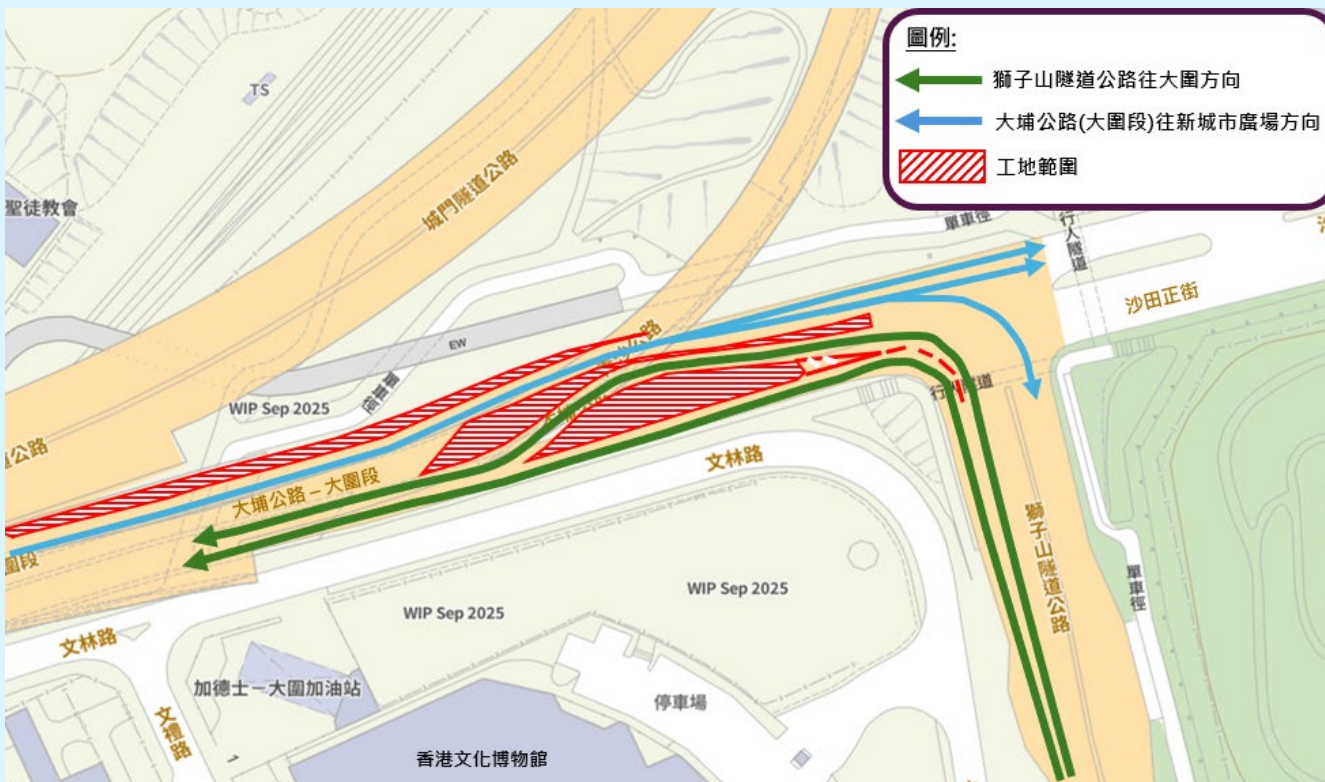 圖例:
獅子山隧道公路往大圍方向
大埔公路(大圍段)往新城市廣場方向
工地範圍
TS
聖徒教會
城門隧道公路
單車徑
行人隧道
沙田正街
EW
單車徑
WIP Sep 2025
公路
行人隧道
大埔公路－大圍段
文林路
圍段
獅子山隧道公路
單車徑
WIP Sep 2025
WIP Sep 2025
文林路
加德士－大圍加油站
停車場
文禮路
香港文化博物館